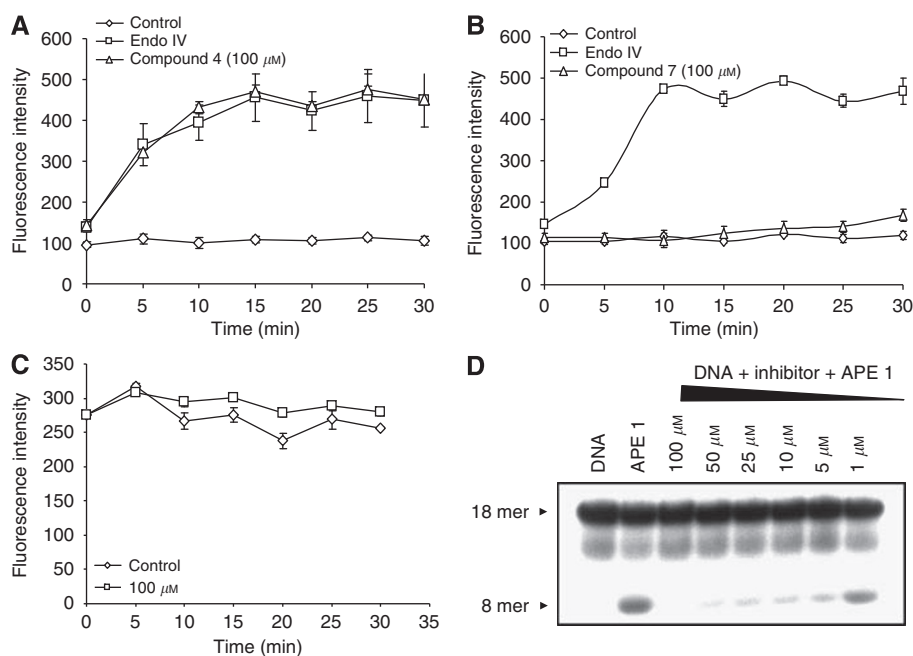 A
Control
Endo IV
Compound 4 (100 μM)
Fluorescence intensity
600
500
400
300
200
100
0
0 5 10 15 20 25 30
Time (min)
B
Control
Endo IV
Compound 7 (100 μM)
Fluorescence intensity
600
500
400
300
200
100
0
0 5 10 15 20 25 30
Time (min)
C
Fluorescence intensity
350
300
250
200
150
100
50
0
Control
100 μM
0 5 10 15 20 25 30 35
Time (min)
D
DNA + inhibitor + APE 1
DNA
APE 1
100 μM
50 μM
25 μM
10 μM
5 μM
1 μM
18 mer
8 mer